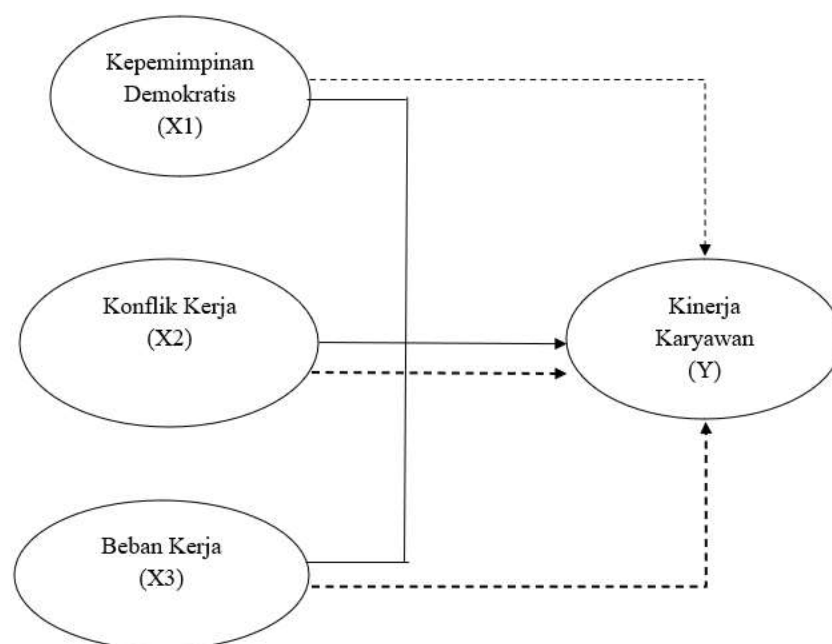 Kepemimpinan
Demokratis
(X1)
Konflik Kerja
(X2)
Kinerja
Karyawan
(Y)
Beban Kerja
(X3)